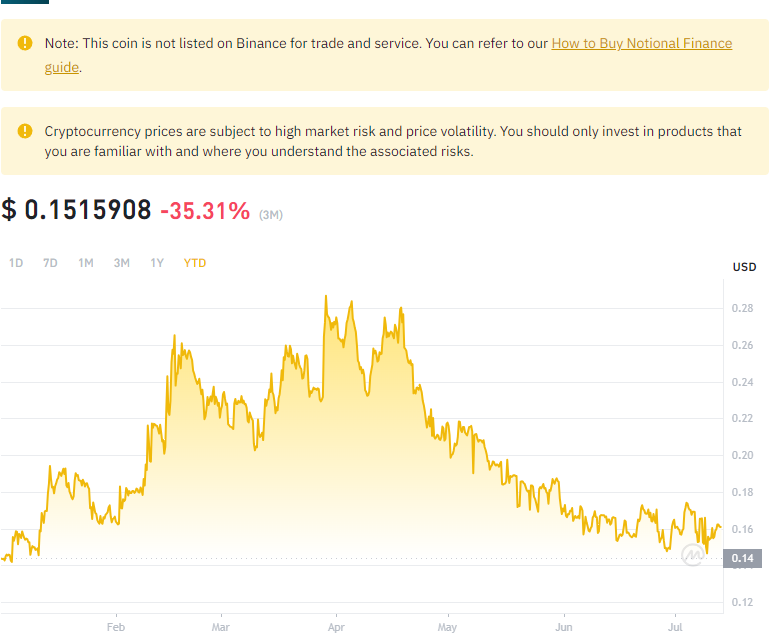 Note: This coin is not listed on Binance for trade and service. You can refer to our How to Buy Notional Finance
guide.
Cryptocurrency prices are subject to high market risk and price volatility. You should only invest in products that
you are familiar with and where you understand the associated risks.
$ 0.1515908 -35.31% (3M)
1D 7D 1M 3M 1Y YTD
USD
0.28
0.26
0.24
0.22
0.20
0.18
0.16
0.14
0.12
Feb Mar Apr May Jun Jul